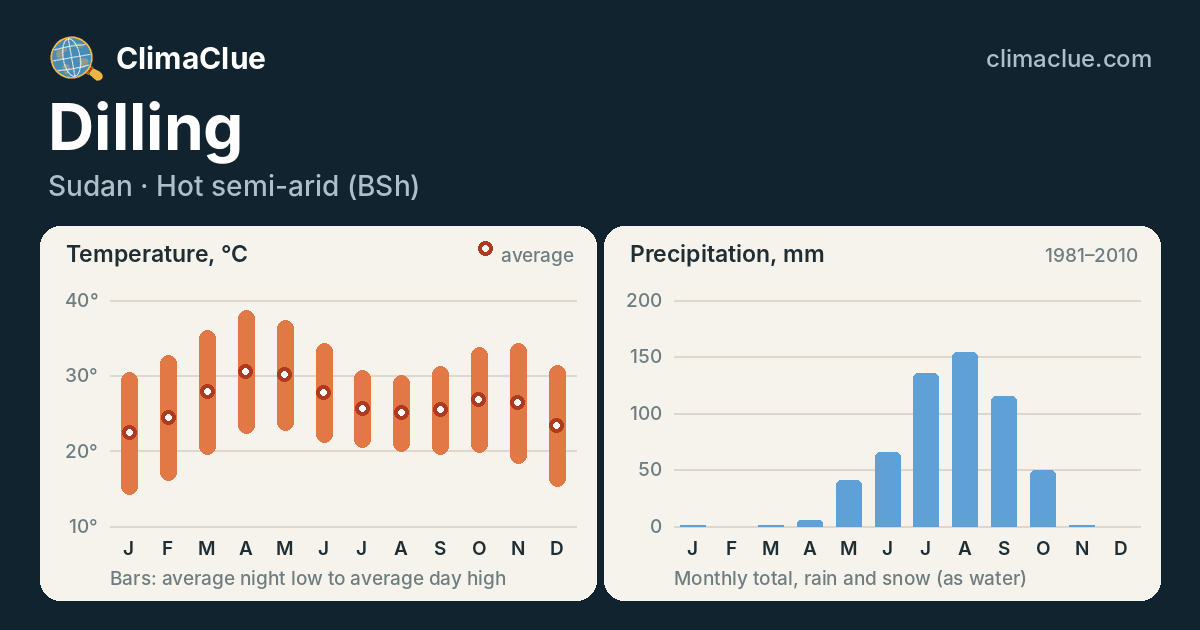 ClimaClue
climaclue.com
Dilling
Sudan · Hot semi-arid (BSh)
Temperature, °C
average
40°
30°
20°
10°
J F M A M J J A S O N D
Bars: average night low to average day high
Precipitation, mm
1981–2010
200
150
100
50
0
J F M A M J J A S O N D
Monthly total, rain and snow (as water)